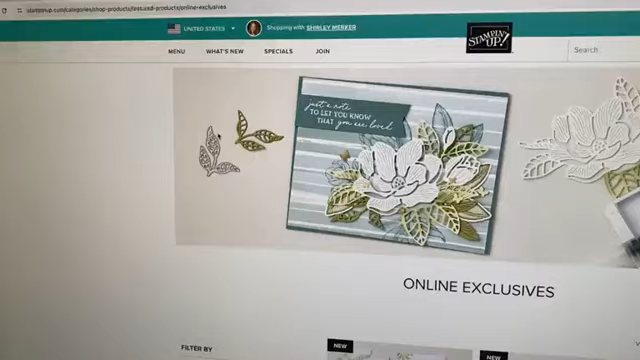 stampinup.com/categories/shop-products/featured-products/online-exclusives
UNITED STATES
Shopping with SHIRLEY MERKER
MENU
WHAT'S NEW
SPECIALS
JOIN
STAMPIN' UP!
Search
just a note
TO LET YOU KNOW
THAT you are loved
ONLINE EXCLUSIVES
FILTER BY
NEW
NEW